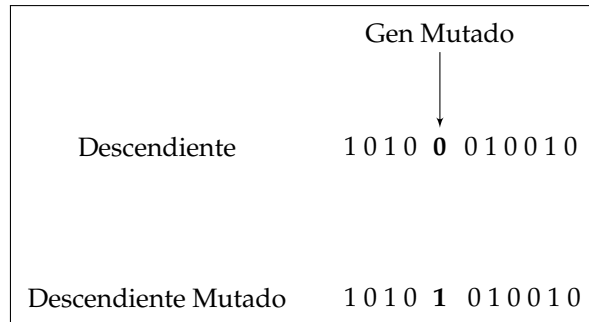 Gen Mutado
Descendiente 1 0 1 0 0 0 1 0 0 1 0
Descendiente Mutado 1 0 1 0 1 0 1 0 0 1 0